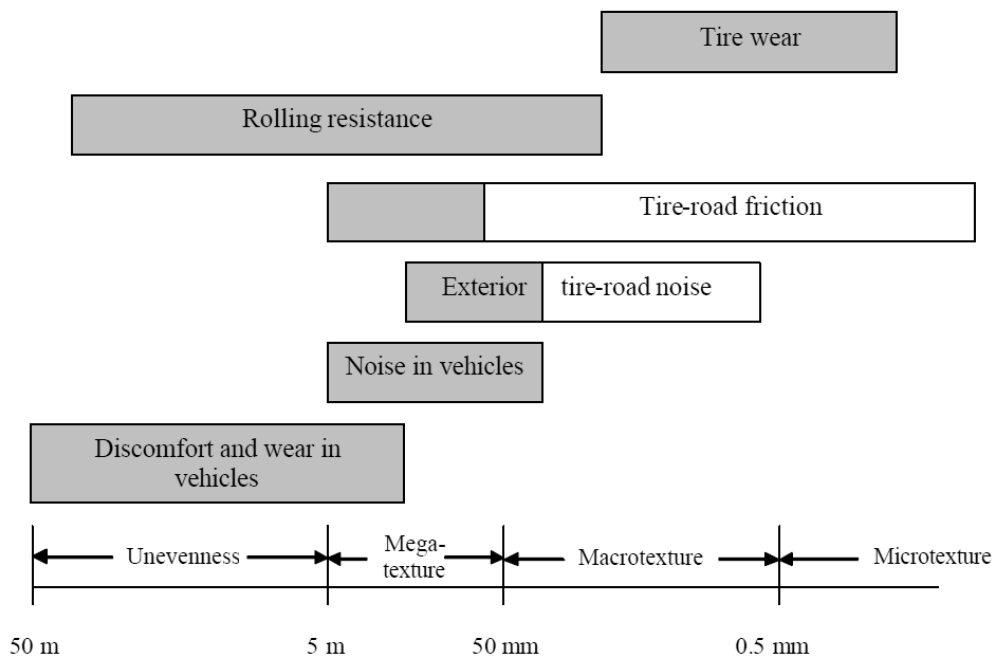 Tire wear
Rolling resistance
Tire-road friction
Exterior tire-road noise
Noise in vehicles
Discomfort and wear in
vehicles
Unevenness
Mega-
texture
Macrotexture
Microtexture
50 m
5 m
50 mm
0.5 mm